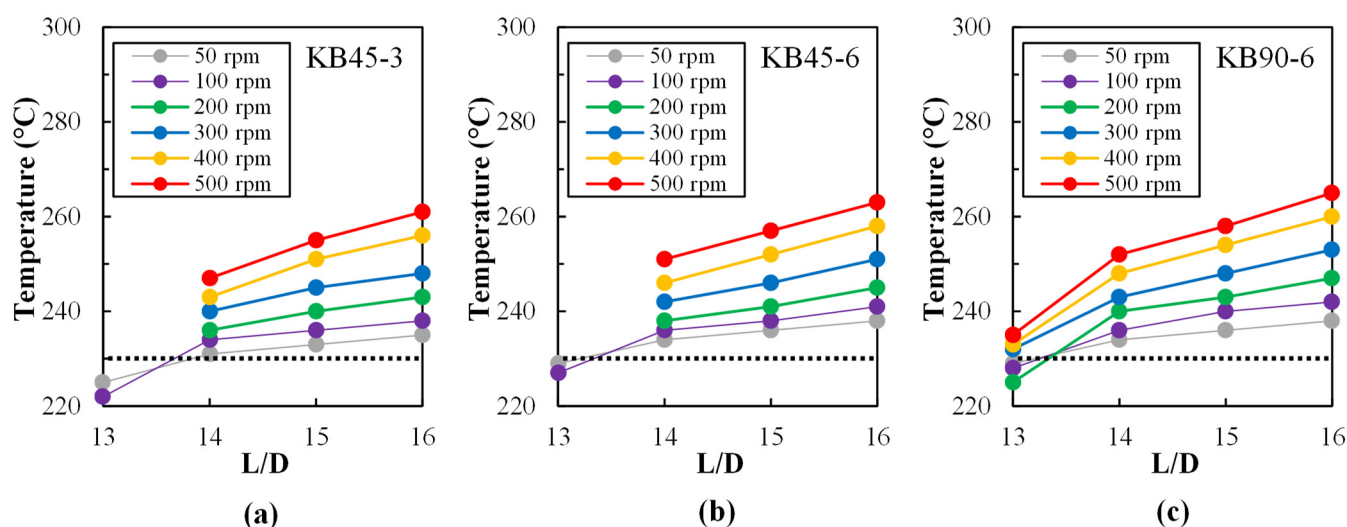 KB45-3
50 rpm
100 rpm
200 rpm
300 rpm
400 rpm
500 rpm
Temperature (°C)
300
280
260
240
220
13 14 15 16
L/D
(a)
KB45-6
50 rpm
100 rpm
200 rpm
300 rpm
400 rpm
500 rpm
Temperature (°C)
300
280
260
240
220
13 14 15 16
L/D
(b)
KB90-6
50 rpm
100 rpm
200 rpm
300 rpm
400 rpm
500 rpm
Temperature (°C)
300
280
260
240
220
13 14 15 16
L/D
(c)